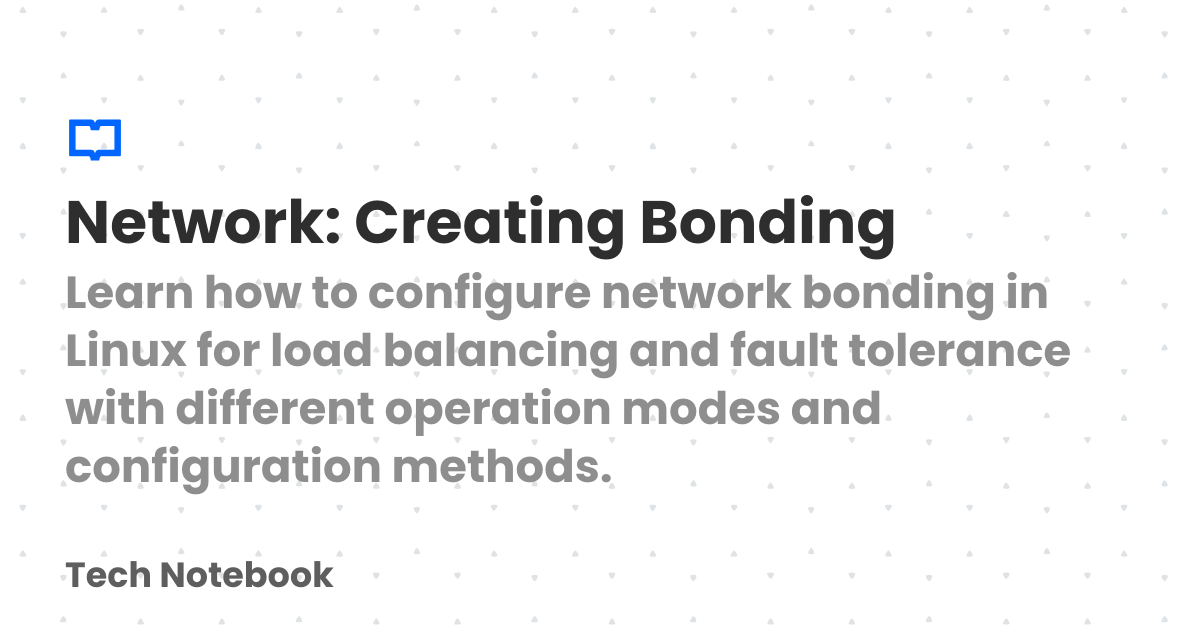 Network: Creating Bonding
Learn how to configure network bonding in
Linux for load balancing and fault tolerance
with different operation modes and
configuration methods.
Tech Notebook